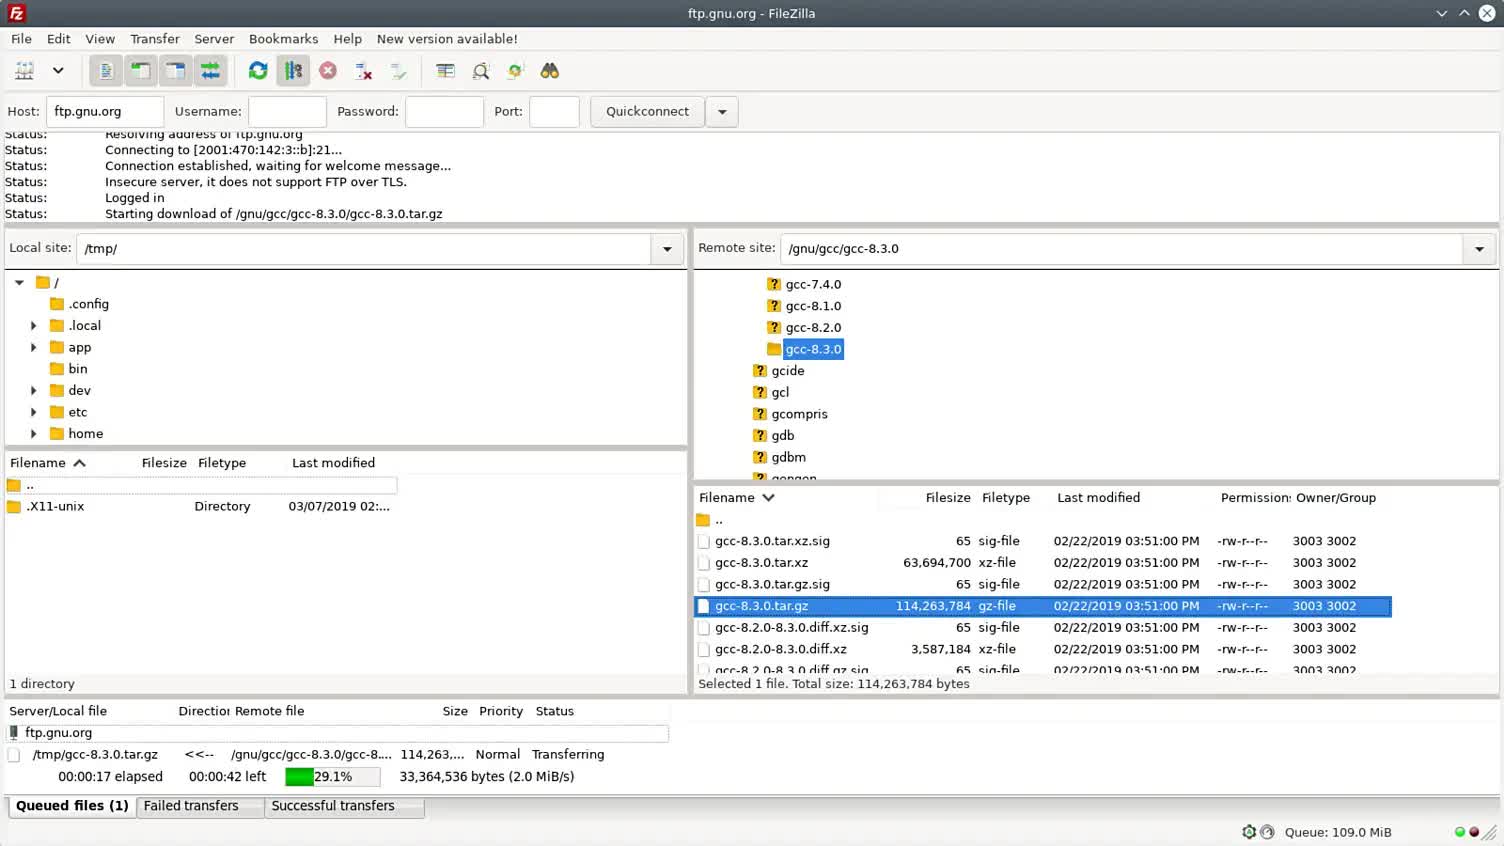 ftp.gnu.org - FileZilla
File Edit View Transfer Server Bookmarks Help New version available!
Host: ftp.gnu.org Username: Password: Port: Quickconnect
Status: Resolving address of ftp.gnu.org
Status: Connecting to [2001:470:142:3::b]:21...
Status: Connection established, waiting for welcome message...
Status: Insecure server, it does not support FTP over TLS.
Status: Logged in
Status: Starting download of /gnu/gcc/gcc-8.3.0/gcc-8.3.0.tar.gz
Local site: /tmp/
/
.config
.local
app
bin
dev
etc
home
Filename Filesize Filetype Last modified
..
.X11-unix Directory 03/07/2019 02:...
1 directory
Remote site: /gnu/gcc/gcc-8.3.0
gcc-7.4.0
gcc-8.1.0
gcc-8.2.0
gcc-8.3.0
gcide
gcl
gcompris
gdb
gdbm
gengen
Filename Filesize Filetype Last modified Permission: Owner/Group
..
gcc-8.3.0.tar.xz.sig 65 sig-file 02/22/2019 03:51:00 PM -rw-r--r-- 3003 3002
gcc-8.3.0.tar.xz 63,694,700 xz-file 02/22/2019 03:51:00 PM -rw-r--r-- 3003 3002
gcc-8.3.0.tar.gz.sig 65 sig-file 02/22/2019 03:51:00 PM -rw-r--r-- 3003 3002
gcc-8.3.0.tar.gz 114,263,784 gz-file 02/22/2019 03:51:00 PM -rw-r--r-- 3003 3002
gcc-8.2.0-8.3.0.diff.xz.sig 65 sig-file 02/22/2019 03:51:00 PM -rw-r--r-- 3003 3002
gcc-8.2.0-8.3.0.diff.xz 3,587,184 xz-file 02/22/2019 03:51:00 PM -rw-r--r-- 3003 3002
gcc-8.2.0-8.3.0.diff.gz.sig 65 sig-file 02/22/2019 03:51:00 PM -rw-r--r-- 3003 3002
Selected 1 file. Total size: 114,263,784 bytes
Server/Local file Direction Remote file Size Priority Status
ftp.gnu.org
/tmp/gcc-8.3.0.tar.gz <<-- /gnu/gcc/gcc-8.3.0/gcc-8.... 114,263,... Normal Transferring
00:00:17 elapsed 00:00:42 left 29.1% 33,364,536 bytes (2.0 MiB/s)
Queued files (1) Failed transfers Successful transfers
Queue: 109.0 MiB